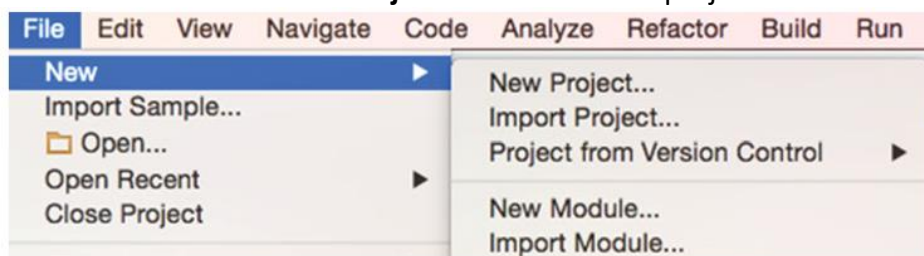 File Edit View Navigate Code Analyze Refactor Build Run
New
Import Sample...
Open...
Open Recent
Close Project
New Project...
Import Project...
Project from Version Control
New Module...
Import Module...